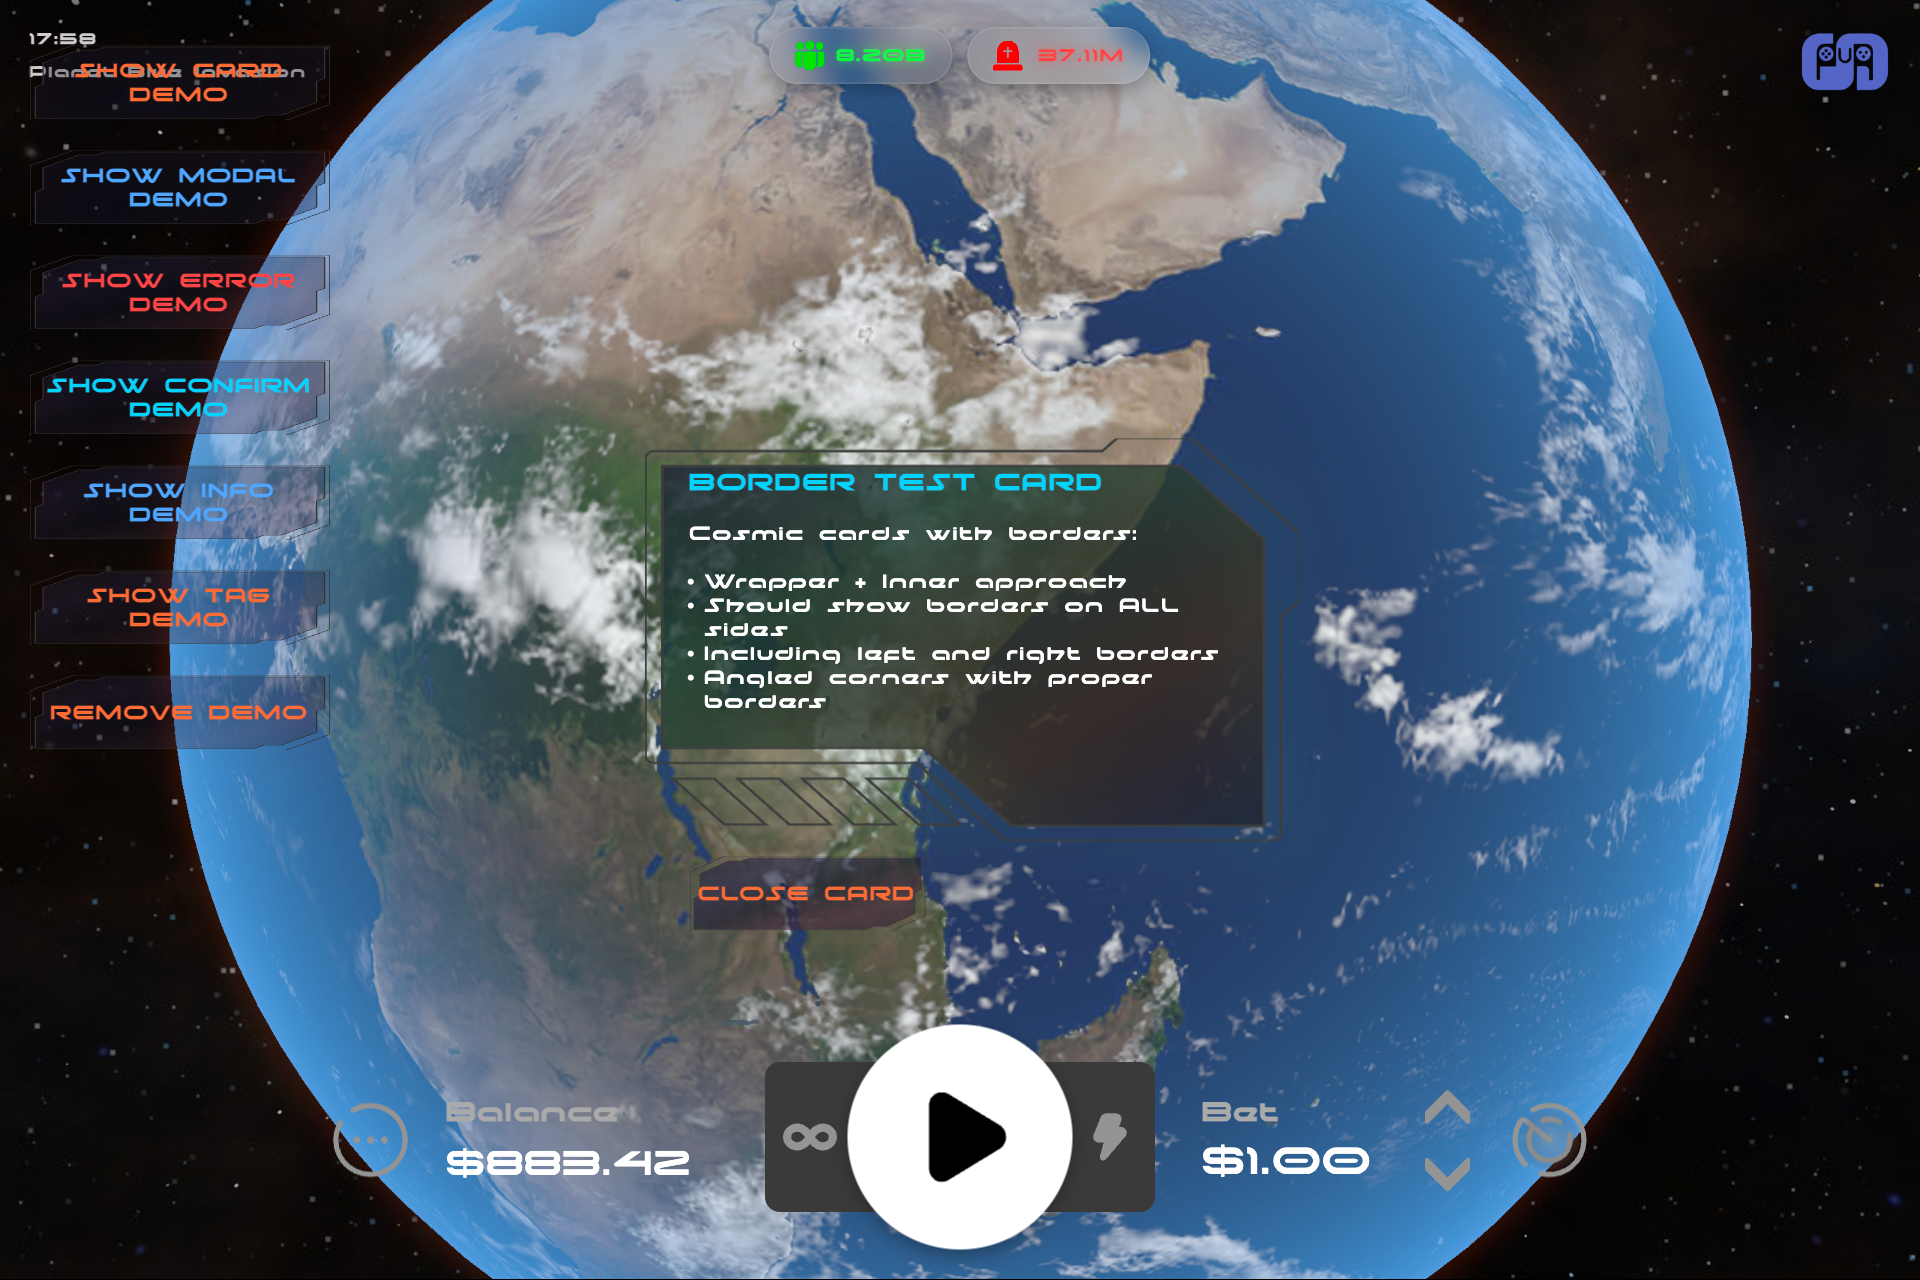 17:58
Planet Blue Invasion
SHOW CARD
DEMO
SHOW MODAL
DEMO
SHOW ERROR
DEMO
SHOW CONFIRM
DEMO
SHOW INFO
DEMO
SHOW TAG
DEMO
REMOVE DEMO
8.20B
37.11M
BORDER TEST CARD
Cosmic cards with borders:
• Wrapper + Inner approach
• Should show borders on ALL
sides
• Including left and right borders
• Angled corners with proper
borders
CLOSE CARD
Balance
$883.42
Bet
$1.00